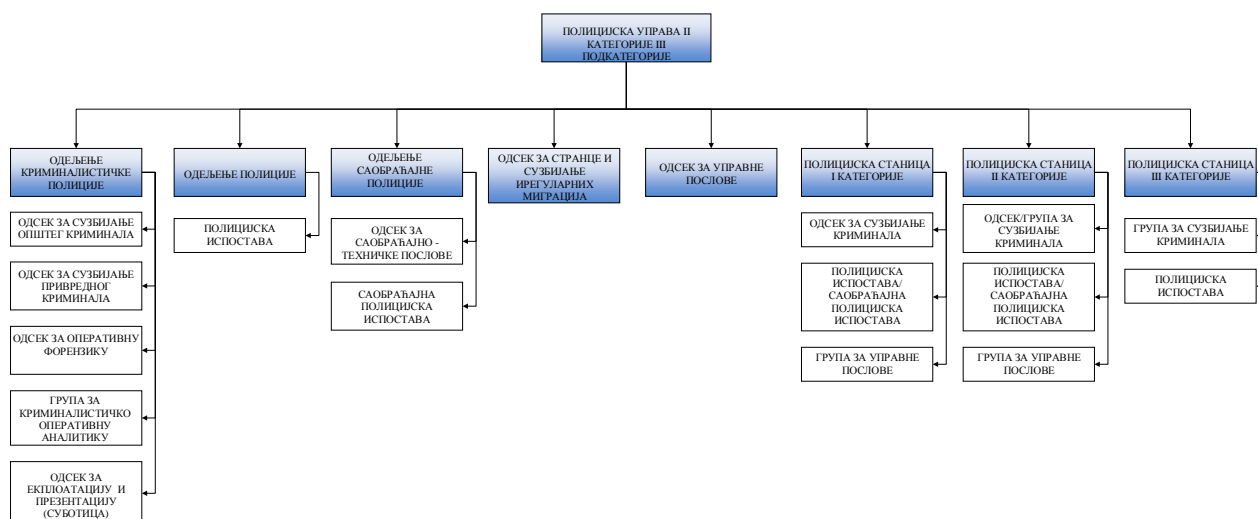 ПОЛИЦИЈСКА УПРАВА II
КАТЕГОРИЈЕ III
ПОДКАТЕГОРИЈЕ
ОДЕЉЕЊЕ
КРИМИНАЛИСТИЧКЕ
ПОЛИЦИЈЕ
ОДСЕК ЗА СУЗБИЈАЊЕ
ОПШТЕГ КРИМИНАЛА
ОДСЕК ЗА СУЗБИЈАЊЕ
ПРИВРЕДНОГ
КРИМИНАЛА
ОДСЕК ЗА ОПЕРАТИВНУ
ФОРЕНЗИКУ
ГРУПА ЗА
КРИМИНАЛИСТИЧКО
ОПЕРАТИВНУ
АНАЛИТИКУ
ОДСЕК ЗА
ЕКПЛОАТАЦИЈУ И
ПРЕЗЕНТАЦИЈУ
(СУБОТИЦА)
ОДЕЉЕЊЕ ПОЛИЦИЈЕ
ПОЛИЦИЈСКА
ИСПОСТАВА
ОДЕЉЕЊЕ
САОБРАЋАЈНЕ
ПОЛИЦИЈЕ
ОДСЕК ЗА
САОБРАЋАЈНО -
ТЕХНИЧКЕ ПОСЛОВЕ
САОБРАЋАЈНА
ПОЛИЦИЈСКА
ИСПОСТАВА
ОДСЕК ЗА СТРАНЦЕ И
СУЗБИЈАЊЕ
ИРЕГУЛАРНИХ
МИГРАЦИЈА
ОДСЕК ЗА УПРАВНЕ
ПОСЛОВЕ
ПОЛИЦИЈСКА СТАНИЦА
I КАТЕГОРИЈЕ
ОДСЕК ЗА СУЗБИЈАЊЕ
КРИМИНАЛА
ПОЛИЦИЈСКА
ИСПОСТАВА/
САОБРАЋАЈНА
ПОЛИЦИЈСКА
ИСПОСТАВА
ГРУПА ЗА УПРАВНЕ
ПОСЛОВЕ
ПОЛИЦИЈСКА СТАНИЦА
II КАТЕГОРИЈЕ
ОДСЕК/ГРУПА ЗА
СУЗБИЈАЊЕ
КРИМИНАЛА
ПОЛИЦИЈСКА
ИСПОСТАВА/
САОБРАЋАЈНА
ПОЛИЦИЈСКА
ИСПОСТАВА
ГРУПА ЗА УПРАВНЕ
ПОСЛОВЕ
ПОЛИЦИЈСКА СТАНИЦА
III КАТЕГОРИЈЕ
ГРУПА ЗА СУЗБИЈАЊЕ
КРИМИНАЛА
ПОЛИЦИЈСКА
ИСПОСТАВА